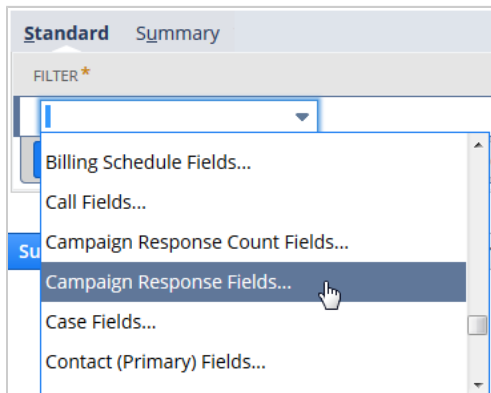 Standard Summary
FILTER *
Billing Schedule Fields...
Call Fields...
Campaign Response Count Fields...
Su
Campaign Response Fields...
Case Fields...
Contact (Primary) Fields...